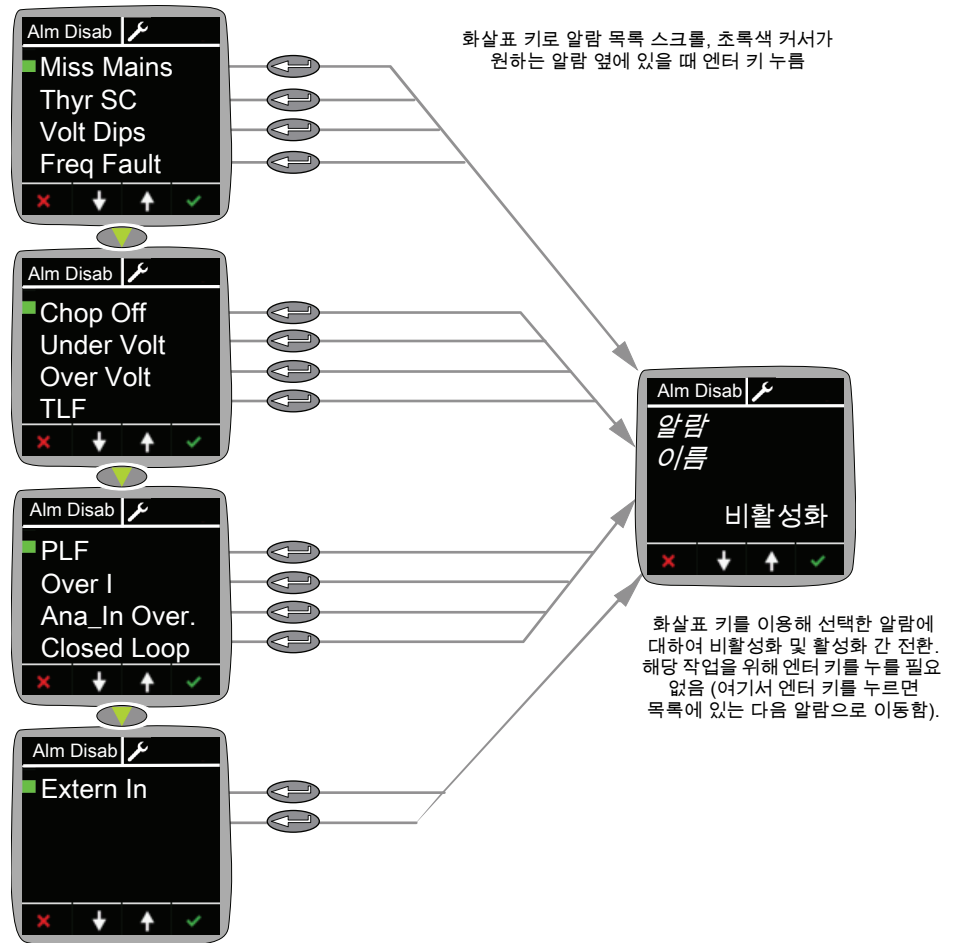 화살표 키로 알람 목록 스크롤, 초록색 커서가
원하는 알람 옆에 있을 때 엔터 키 누름
Alm Disab
Miss Mains
Thyr SC
Volt Dips
Freq Fault
Alm Disab
Chop Off
Under Volt
Over Volt
TLF
Alm Disab
PLF
Over I
Ana_In Over.
Closed Loop
Alm Disab
Extern In
Alm Disab
알람
이름
비활성화
화살표 키를 이용해 선택한 알람에
대하여 비활성화 및 활성화 간 전환.
해당 작업을 위해 엔터 키를 누를 필요
없음 (여기서 엔터 키를 누르면
목록에 있는 다음 알람으로 이동함).